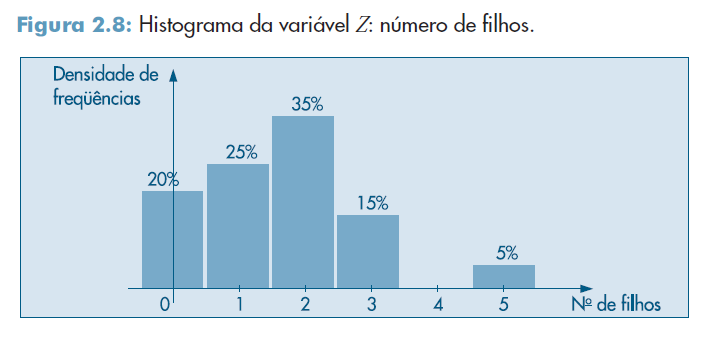 Figura 2.8: Histograma da variável Z: número de filhos.
Densidade de
freqüências
35%
25%
20%
15%
5%
0 1 2 3 4 5 Nº de filhos